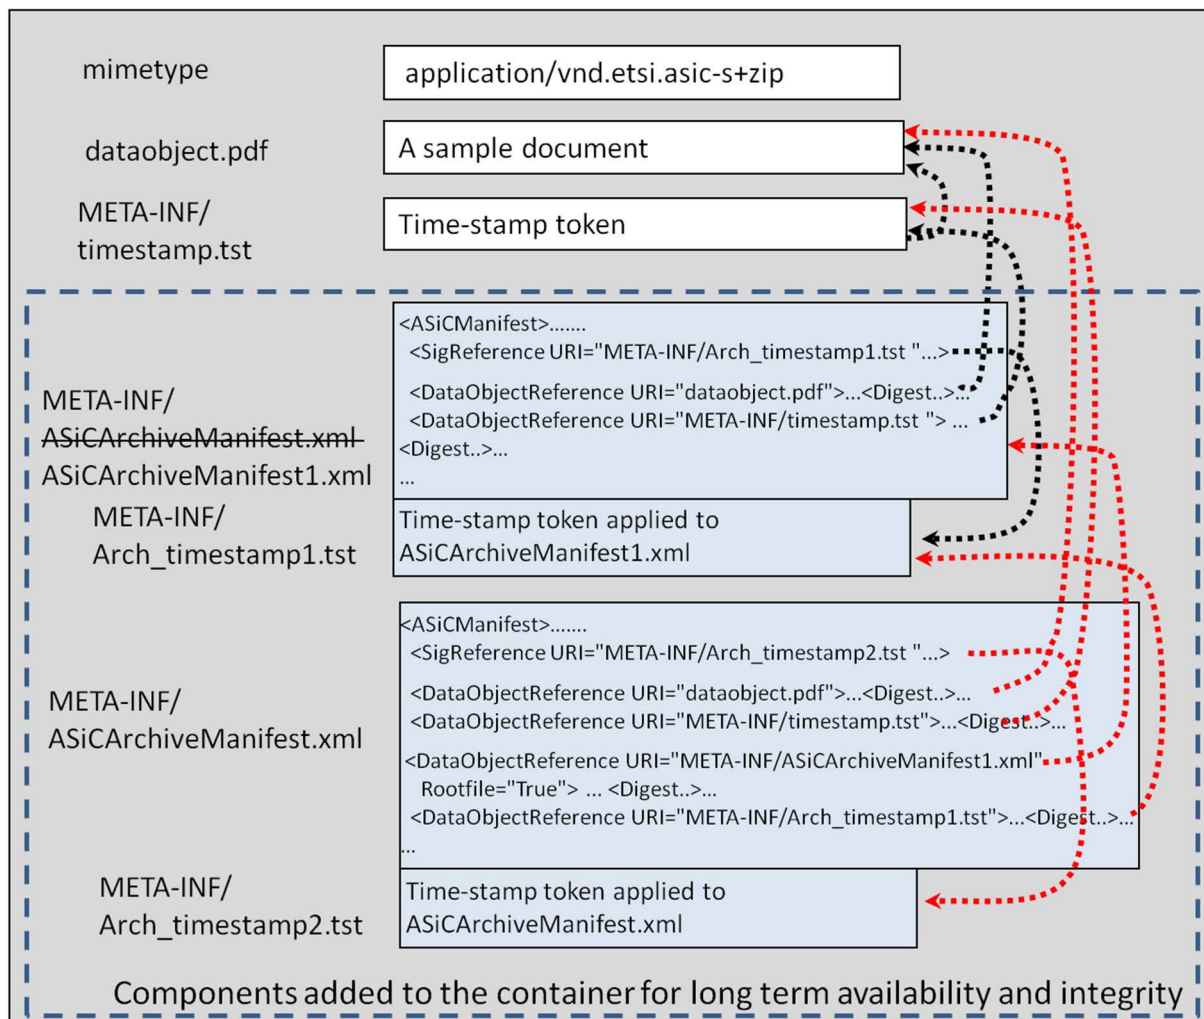 mimetype
application/vnd.etsi.asic-s+zip
dataobject.pdf
A sample document
META-INF/
timestamp.tst
Time-stamp token
META-INF/
ASiCArchiveManifest.xml
ASiCArchiveManifest1.xml
<ASiCManifest>.......
<SigReference URI="META-INF/Arch_timestamp1.tst "...>
<DataObjectReference URI="dataobject.pdf">...<Digest..>...
<DataObjectReference URI="META-INF/timestamp.tst "> ...
<Digest..>...
...
META-INF/
Arch_timestamp1.tst
Time-stamp token applied to
ASiCArchiveManifest1.xml
META-INF/
ASiCArchiveManifest.xml
<ASiCManifest>.......
<SigReference URI="META-INF/Arch_timestamp2.tst "...>
<DataObjectReference URI="dataobject.pdf">...<Digest..>...
<DataObjectReference URI="META-INF/timestamp.tst">...<Digest..>...
<DataObjectReference URI="META-INF/ASiCArchiveManifest1.xml"
Rootfile="True"> ... <Digest..>...
<DataObjectReference URI="META-INF/Arch_timestamp1.tst">...<Digest..>...
...
META-INF/
Arch_timestamp2.tst
Time-stamp token applied to
ASiCArchiveManifest.xml
Components added to the container for long term availability and integrity